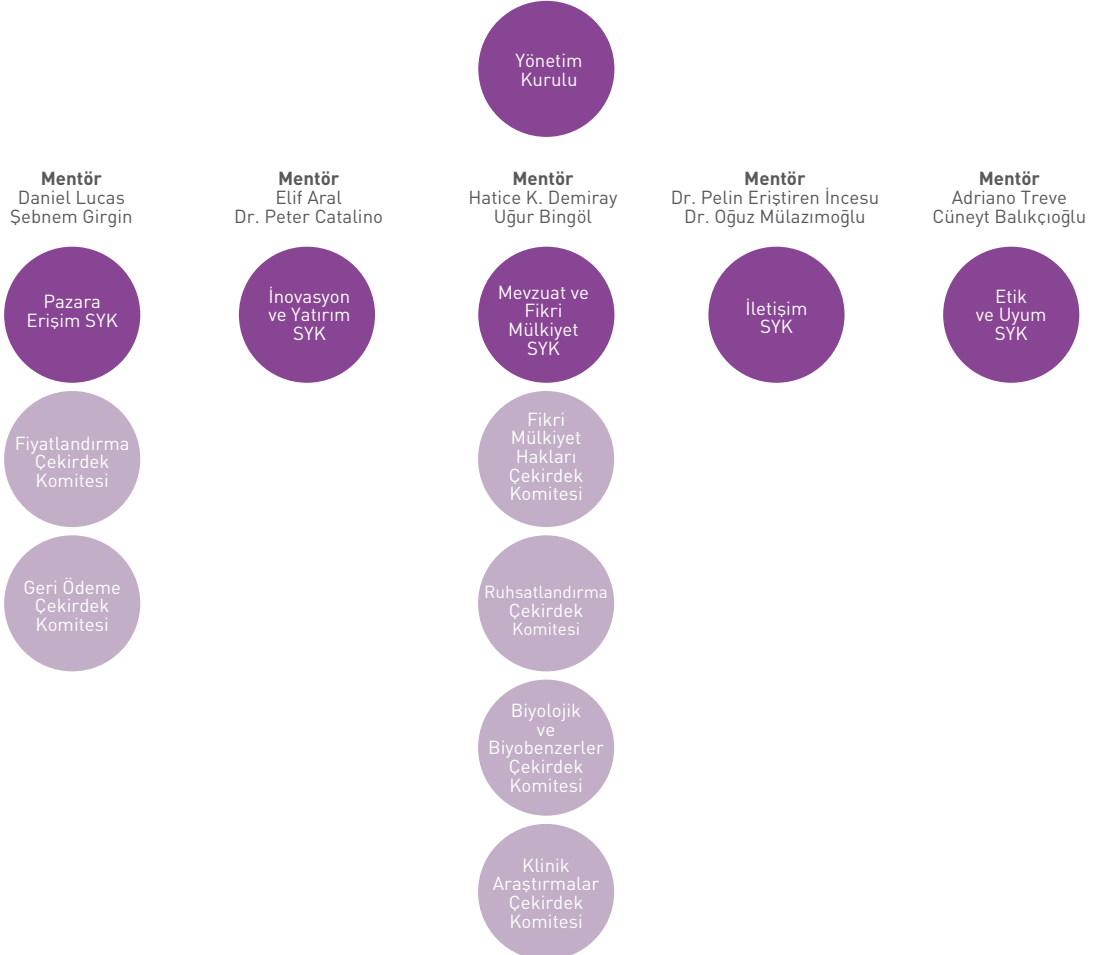 Yönetim
Kurulu
Mentör
Daniel Lucas
Şebnem Girgin
Mentör
Elif Aral
Dr. Peter Catalino
Mentör
Hatice K. Demiray
Uğur Bingöl
Mentör
Dr. Pelin Eriştiren İncesu
Dr. Oğuz Mülazımoğlu
Mentör
Adriano Treve
Cüneyt Balıkçıoğlu
Pazara
Erişim SYK
İnovasyon
ve Yatırım
SYK
Mevzuat ve
Fikri
Mülkiyet
SYK
İletişim
SYK
Etik
ve Uyum
SYK
Fiyatlandırma
Çekirdek
Komitesi
Fikri
Mülkiyet
Hakları
Çekirdek
Komitesi
Geri Ödeme
Çekirdek
Komitesi
Ruhsatlandırma
Çekirdek
Komitesi
Biyolojik
ve
Biyobenzerler
Çekirdek
Komitesi
Klinik
Araştırmalar
Çekirdek
Komitesi